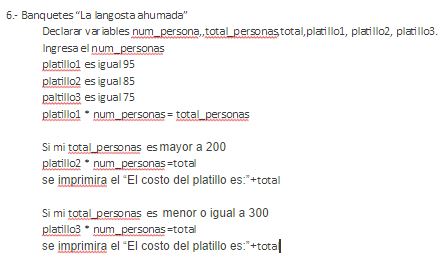 6.- Banquetes "La langosta ahumada"
Declarar variables num_persona,,total_personas,total,platillo1, platillo2, platillo3.
Ingresa el num_personas
platillo1 es igual 95
platillo2 es igual 85
paltillo3 es igual 75
platillo1 * num_personas= total_personas
Si mi total_personas es mayor a 200
platillo2 * num_personas=total
se imprimira el "El costo del platillo es:"+total
Si mi total_personas es menor o igual a 300
platillo3 * num_personas=total
se imprimira el "El costo del platillo es:"+total